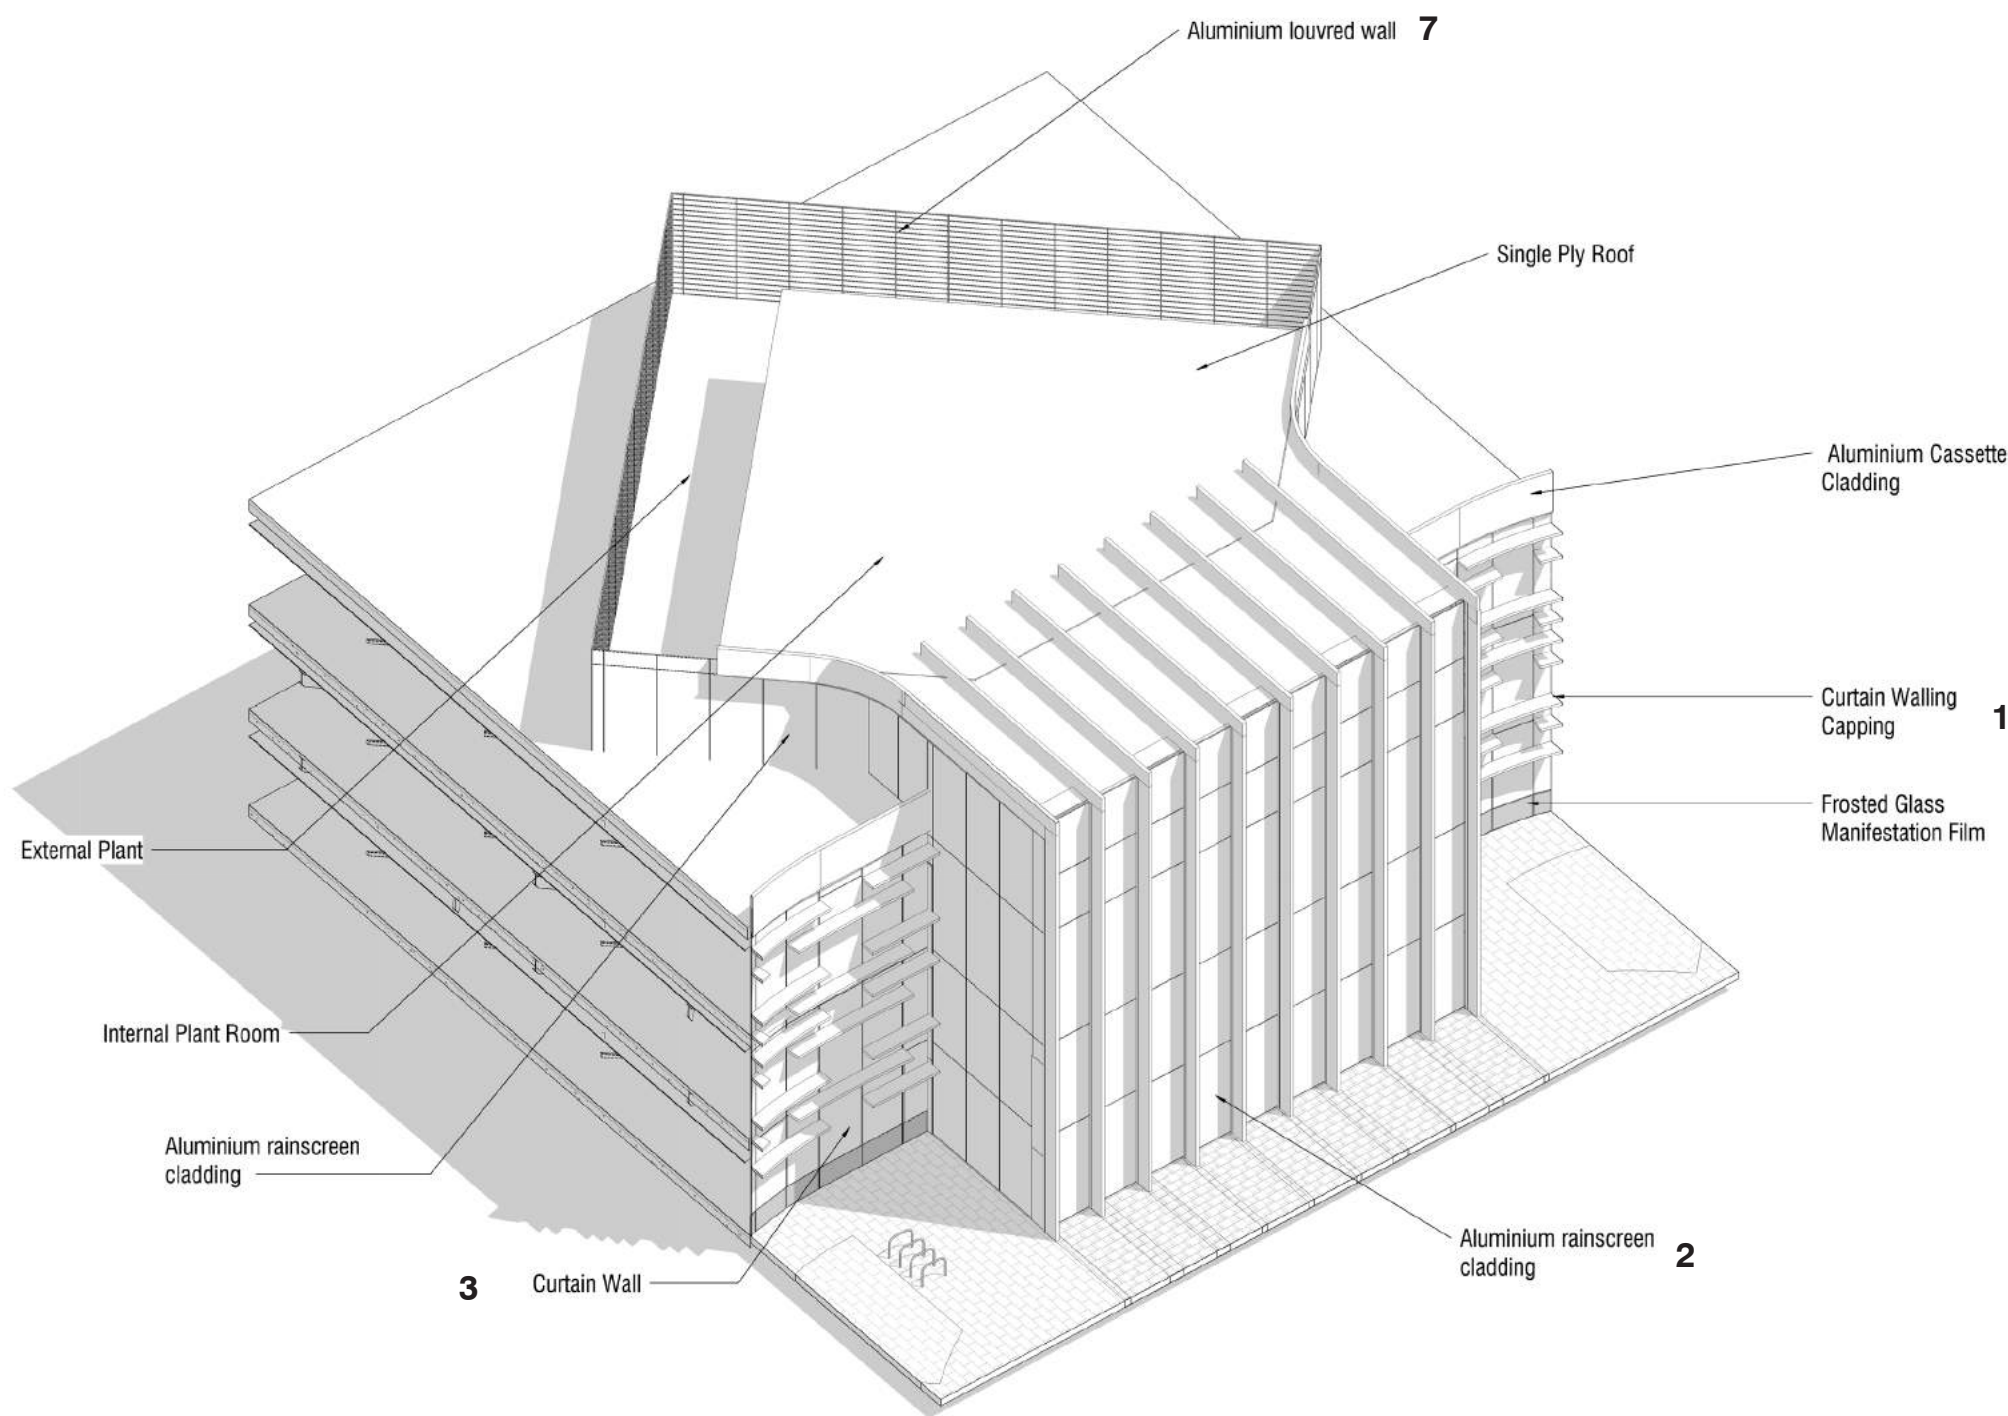 Aluminium louvred wall 7
Single Ply Roof
Aluminium Cassette
Cladding
Curtain Walling
Capping
1
Frosted Glass
Manifestation Film
External Plant
Internal Plant Room
Aluminium rainscreen
cladding
3 Curtain Wall
Aluminium rainscreen
cladding
2